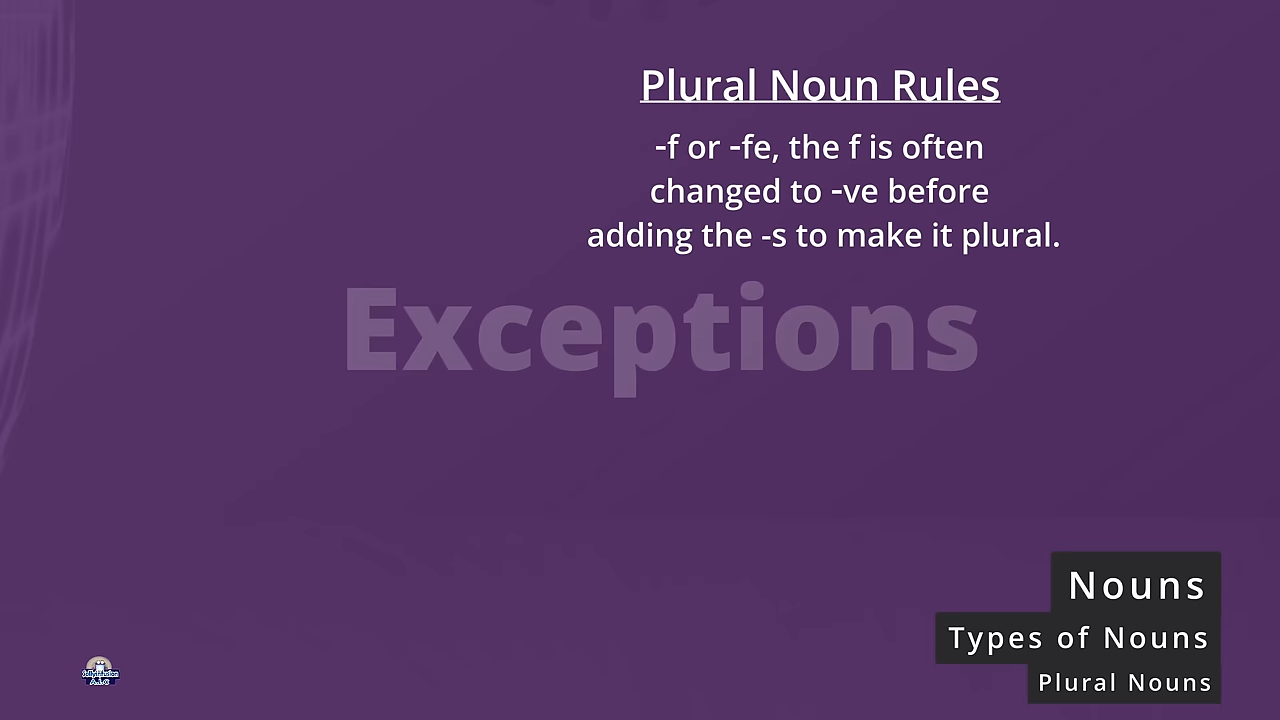 Plural Noun Rules
-f or -fe, the f is often
changed to -ve before
adding the -s to make it plural.
Exceptions
Nouns
Types of Nouns
Plural Nouns